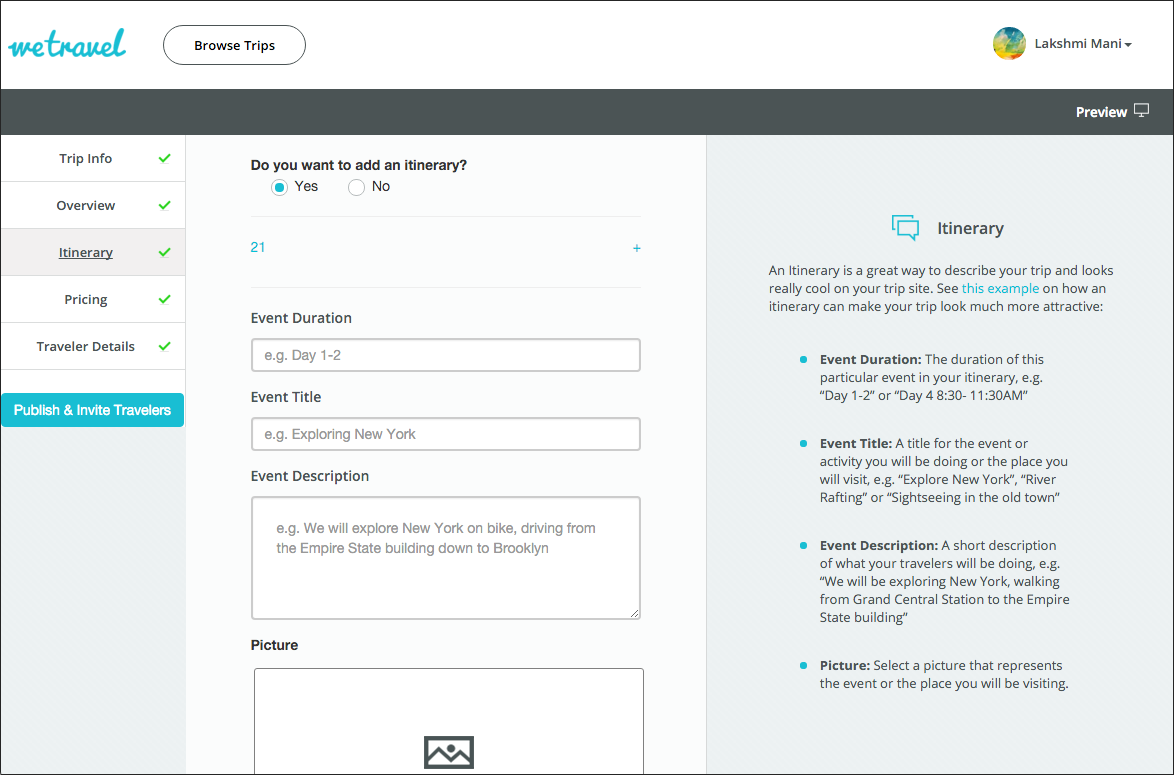 wetravel
Browse Trips
Lakshmi Mani
Preview
Trip Info
Overview
Itinerary
Pricing
Traveler Details
Publish & Invite Travelers
Do you want to add an itinerary?
Yes No
21 +
Event Duration
e.g. Day 1-2
Event Title
e.g. Exploring New York
Event Description
e.g. We will explore New York on bike, driving from
the Empire State building down to Brooklyn
Picture
Itinerary
An Itinerary is a great way to describe your trip and looks
really cool on your trip site. See this example on how an
itinerary can make your trip look much more attractive:
Event Duration: The duration of this
particular event in your itinerary, e.g.
“Day 1-2” or “Day 4 8:30- 11:30AM”
Event Title: A title for the event or
activity you will be doing or the place you
will visit, e.g. “Explore New York”, “River
Rafting” or “Sightseeing in the old town”
Event Description: A short description
of what your travelers will be doing, e.g.
“We will be exploring New York, walking
from Grand Central Station to the Empire
State building”
Picture: Select a picture that represents
the event or the place you will be visiting.